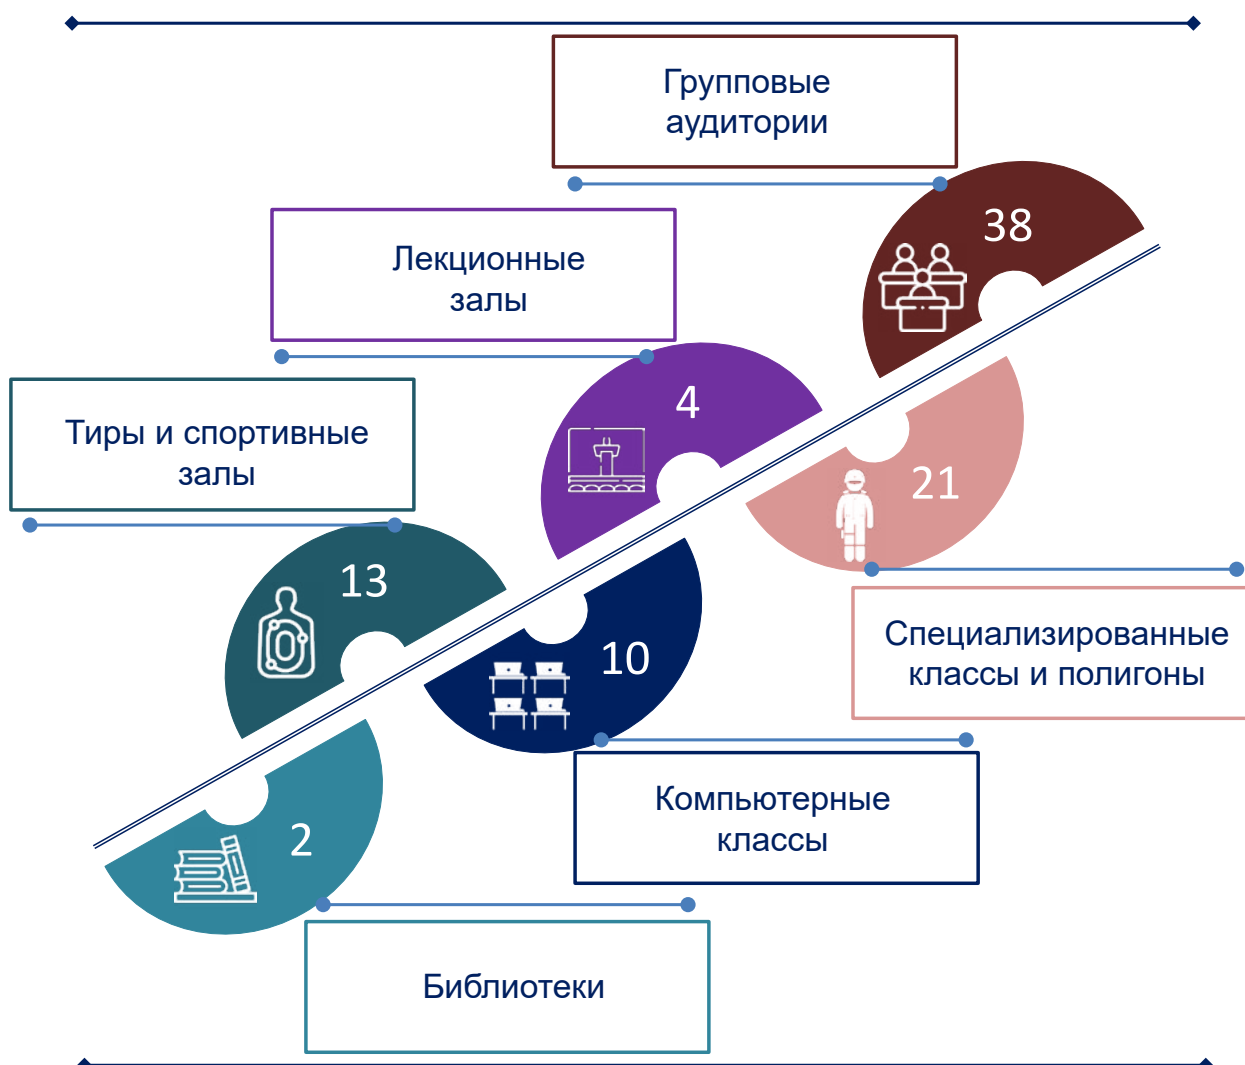 Групповые
аудитории
38
Лекционные
залы
4
Тиры и спортивные
залы
13
21
Специализированные
классы и полигоны
10
Компьютерные
классы
2
Библиотеки